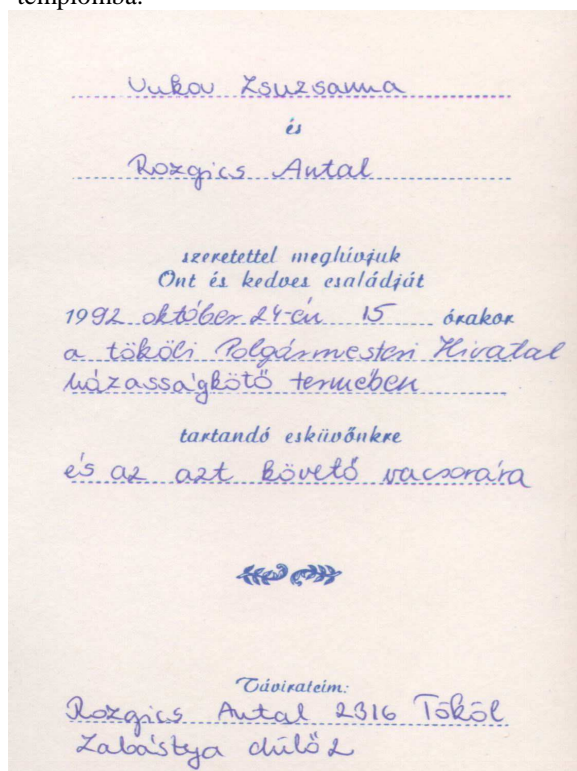 templomba.
Vukov Zsuzsanna
és
Rozgics Antal
szeretettel meghívjuk
Önt és kedves családját
1992 október 24-én 15 órakor
a tököli Polgármesteri Hivatal
házasságkötő termében
tartandó esküvőnkre
és az azt követő vacsorára
Távirateím:
Rozgics Antal 2316 Tököl
Zabástya dűlő 2